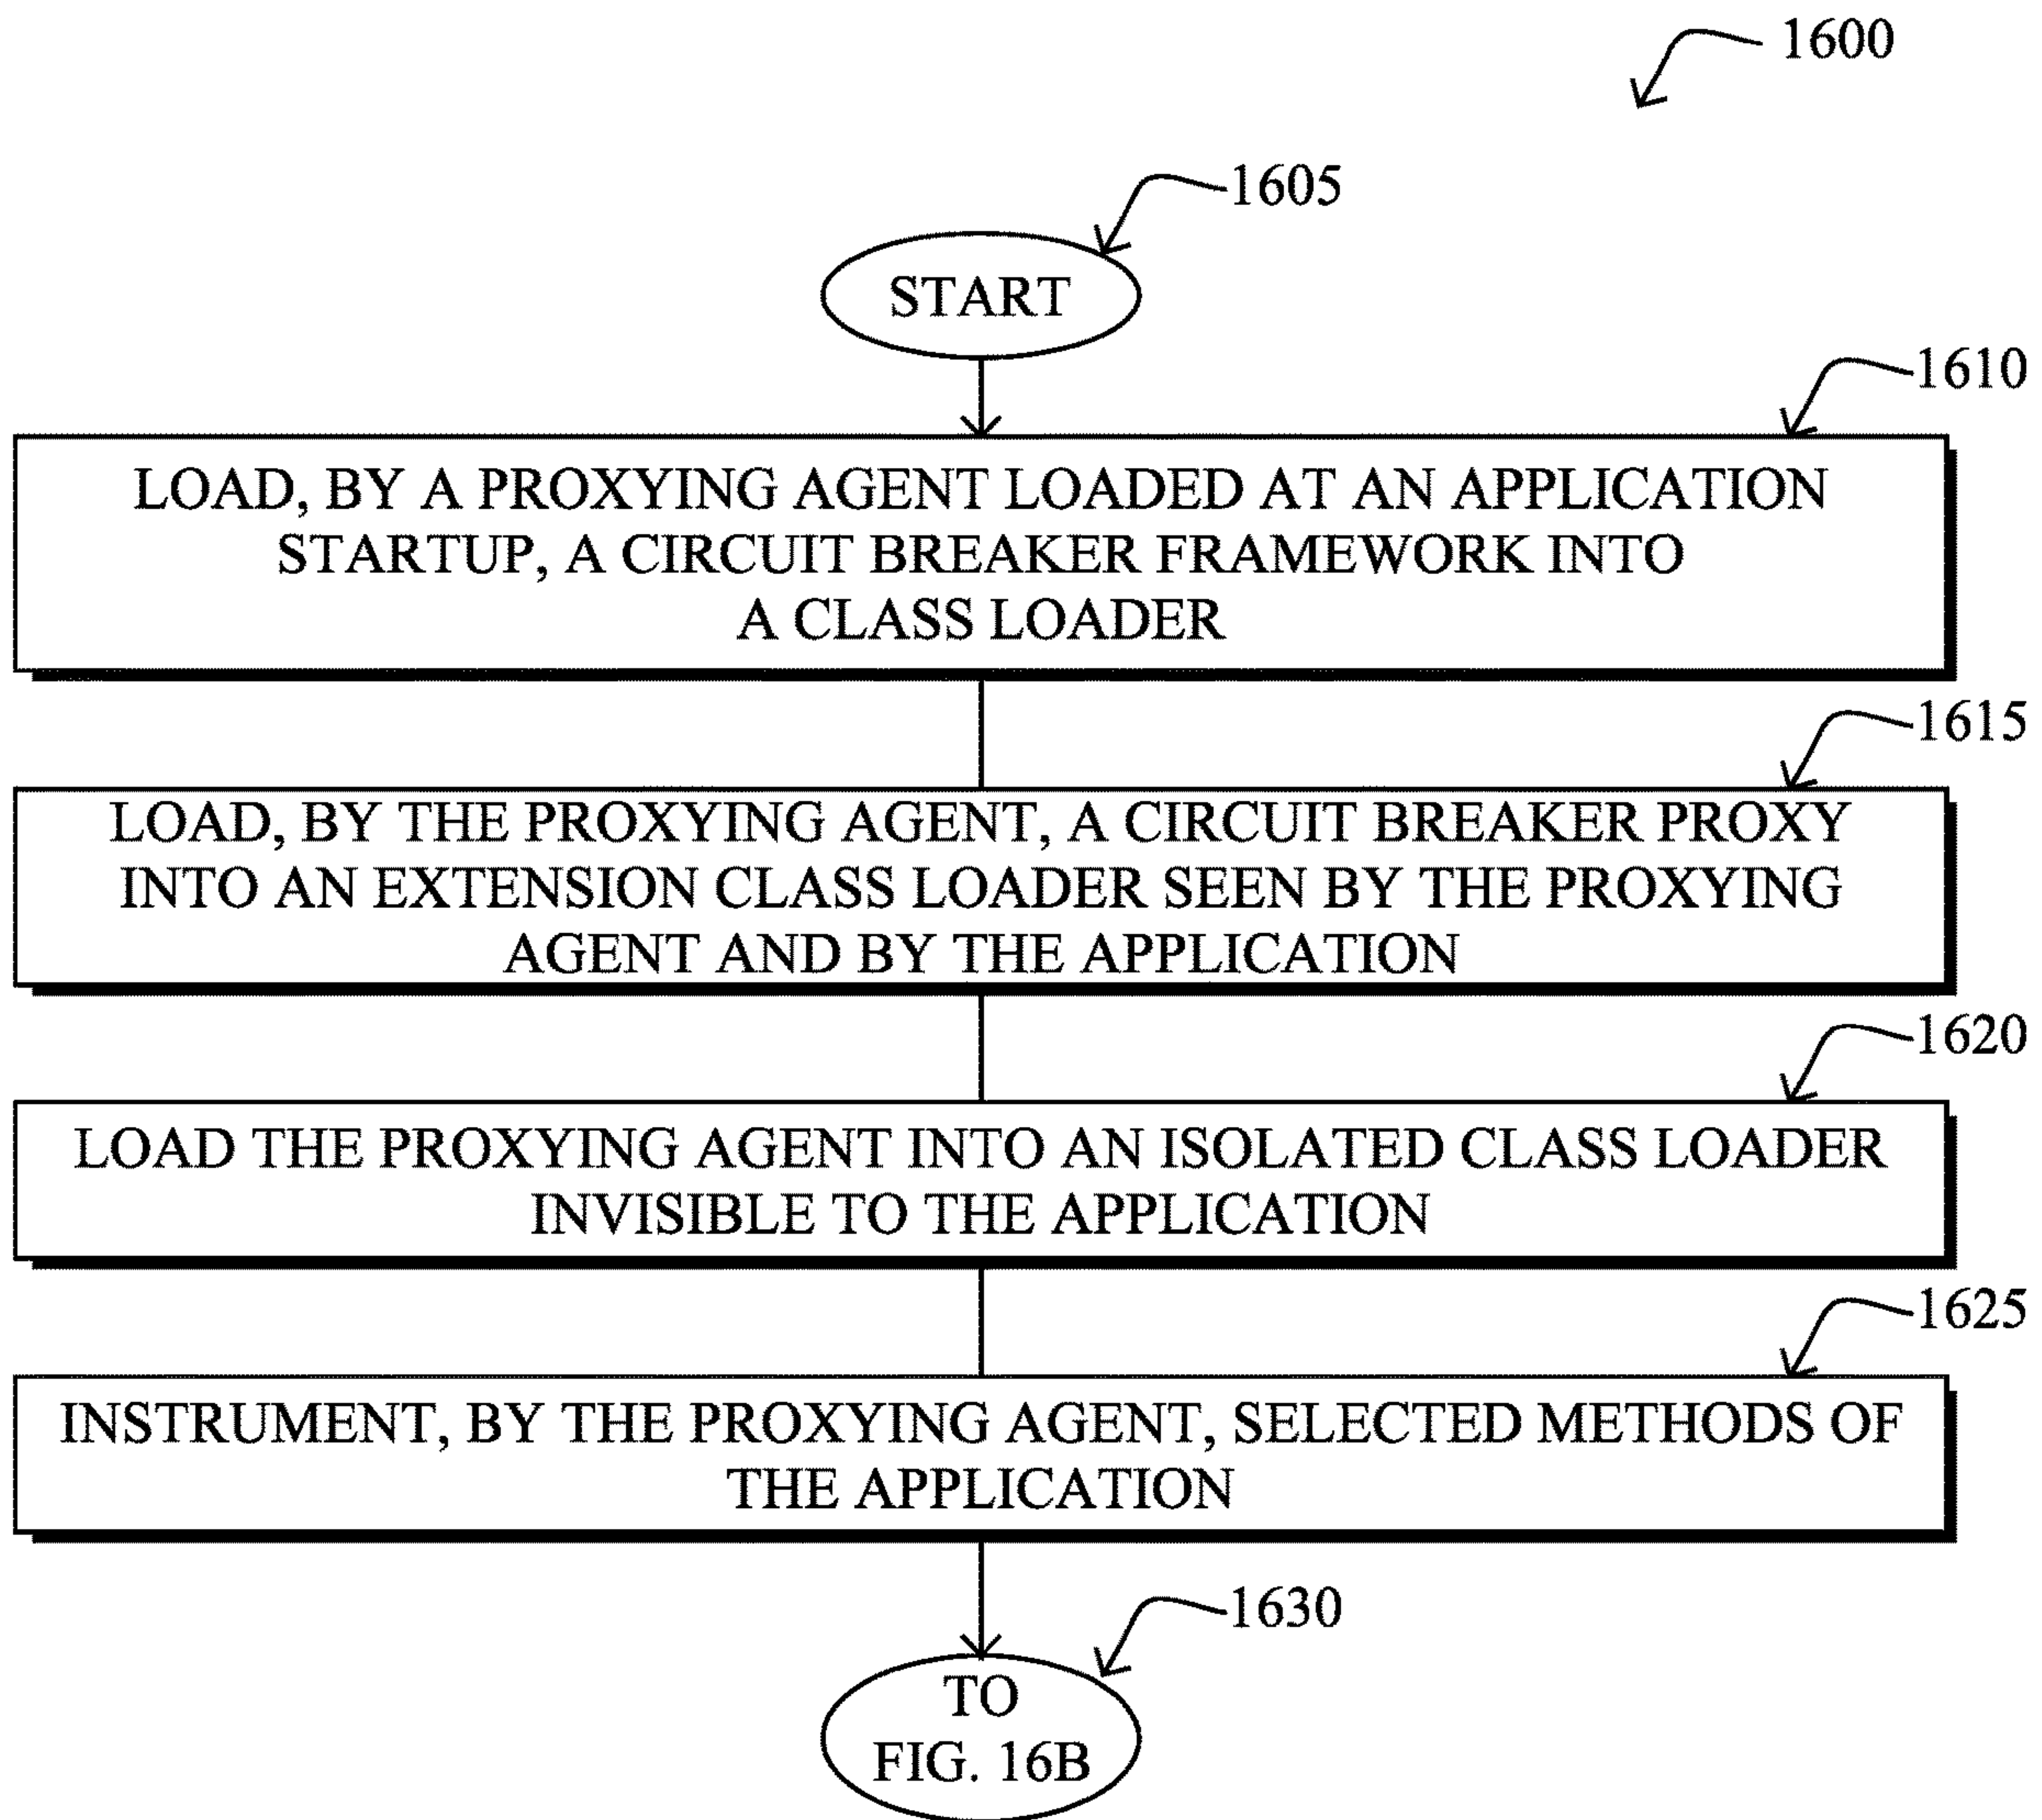 1600
1605
START
1610
LOAD, BY A PROXYING AGENT LOADED AT AN APPLICATION
STARTUP, A CIRCUIT BREAKER FRAMEWORK INTO
A CLASS LOADER
1615
LOAD, BY THE PROXYING AGENT, A CIRCUIT BREAKER PROXY
INTO AN EXTENSION CLASS LOADER SEEN BY THE PROXYING
AGENT AND BY THE APPLICATION
1620
LOAD THE PROXYING AGENT INTO AN ISOLATED CLASS LOADER
INVISIBLE TO THE APPLICATION
1625
INSTRUMENT, BY THE PROXYING AGENT, SELECTED METHODS OF
THE APPLICATION
1630
TO
FIG. 16B